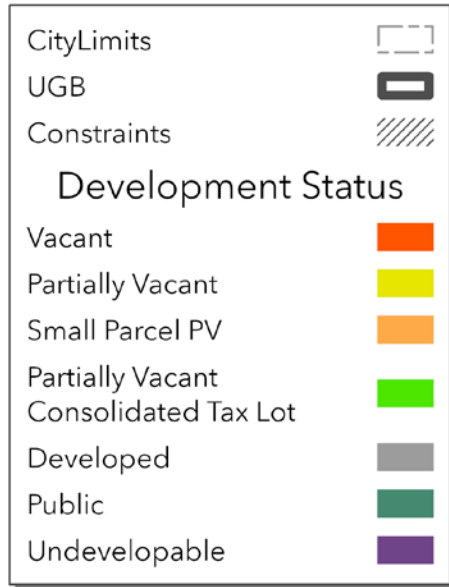 CityLimits
UGB
Constraints
Development Status
Vacant
Partially Vacant
Small Parcel PV
Partially Vacant
Consolidated Tax Lot
Developed
Public
Undevelopable